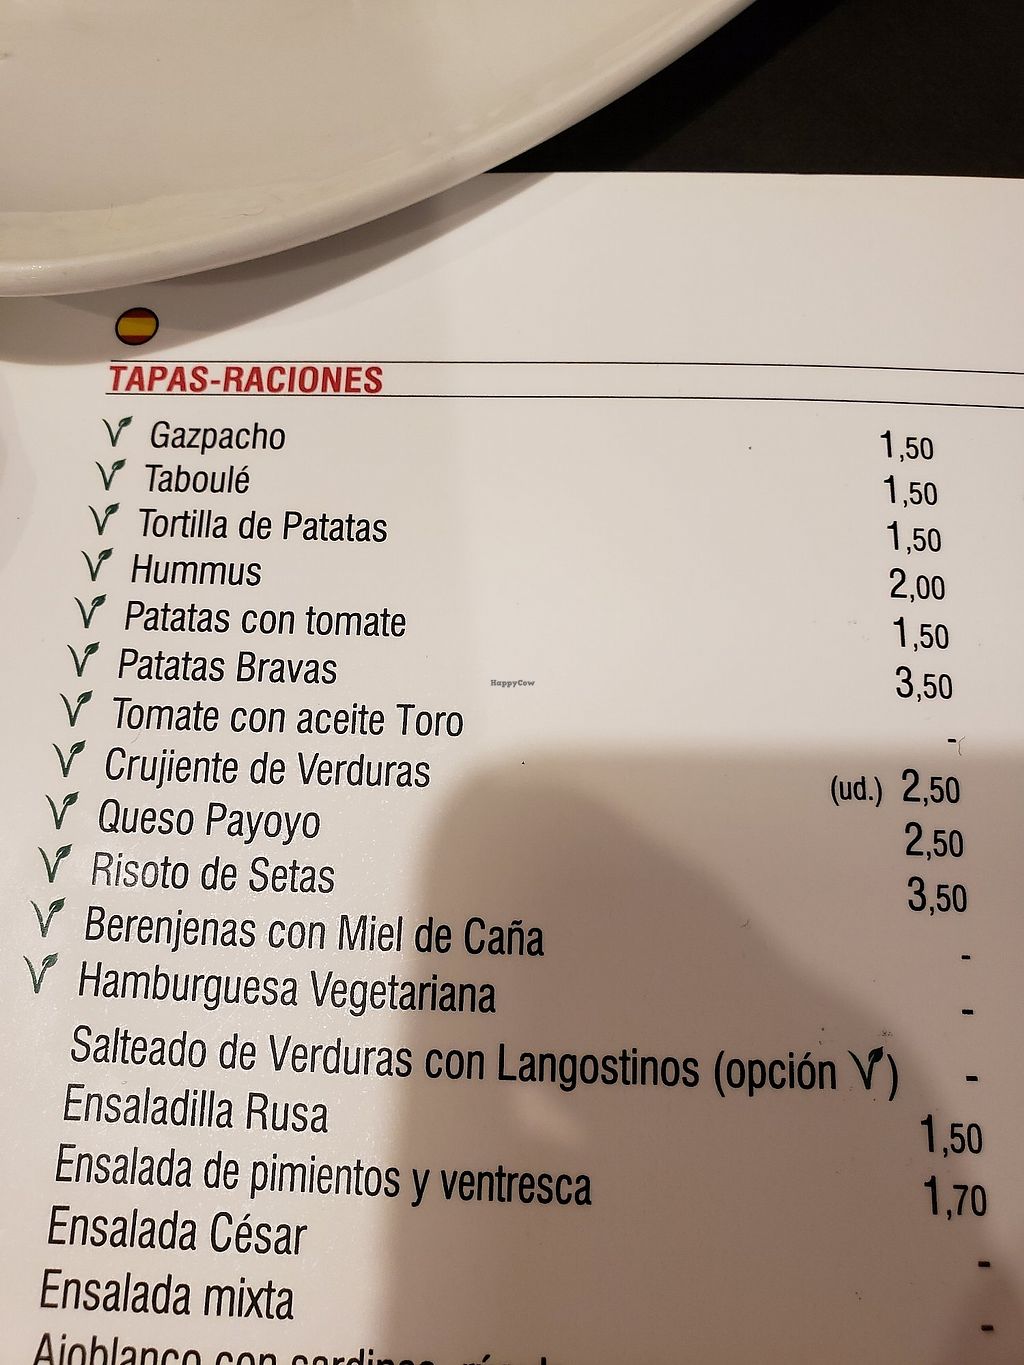 TAPAS-RACIONES
Gazpacho 1,50
Taboulé 1,50
Tortilla de Patatas 1,50
Hummus 2,00
Patatas con tomate 1,50
Patatas Bravas 3,50
Tomate con aceite Toro -
Crujiente de Verduras (ud.) 2,50
Queso Payoyo 2,50
Risoto de Setas 3,50
Berenjenas con Miel de Caña -
Hamburguesa Vegetariana -
Salteado de Verduras con Langostinos (opción V) -
Ensaladilla Rusa 1,50
Ensalada de pimientos y ventresca 1,70
Ensalada César -
Ensalada mixta -
Ajoblanco con sardinas
HappyCow